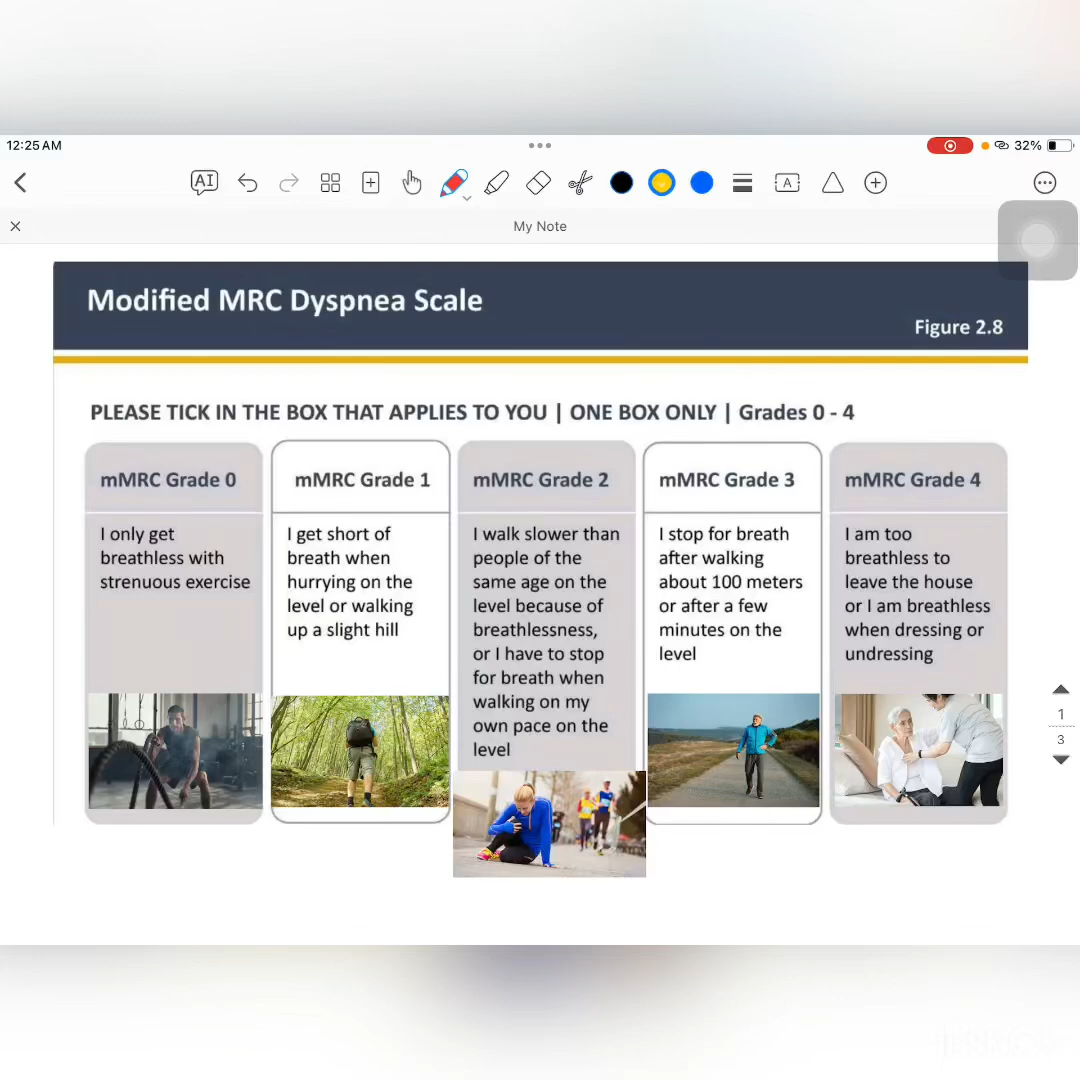 12:25 AM
32%
AI
A
My Note
Modified MRC Dyspnea Scale
Figure 2.8
PLEASE TICK IN THE BOX THAT APPLIES TO YOU | ONE BOX ONLY | Grades 0 - 4
mMRC Grade 0
I only get
breathless with
strenuous exercise
mMRC Grade 1
I get short of
breath when
hurrying on the
level or walking
up a slight hill
mMRC Grade 2
I walk slower than
people of the
same age on the
level because of
breathlessness,
or I have to stop
for breath when
walking on my
own pace on the
level
mMRC Grade 3
I stop for breath
after walking
about 100 meters
or after a few
minutes on the
level
mMRC Grade 4
I am too
breathless to
leave the house
or I am breathless
when dressing or
undressing
1
3